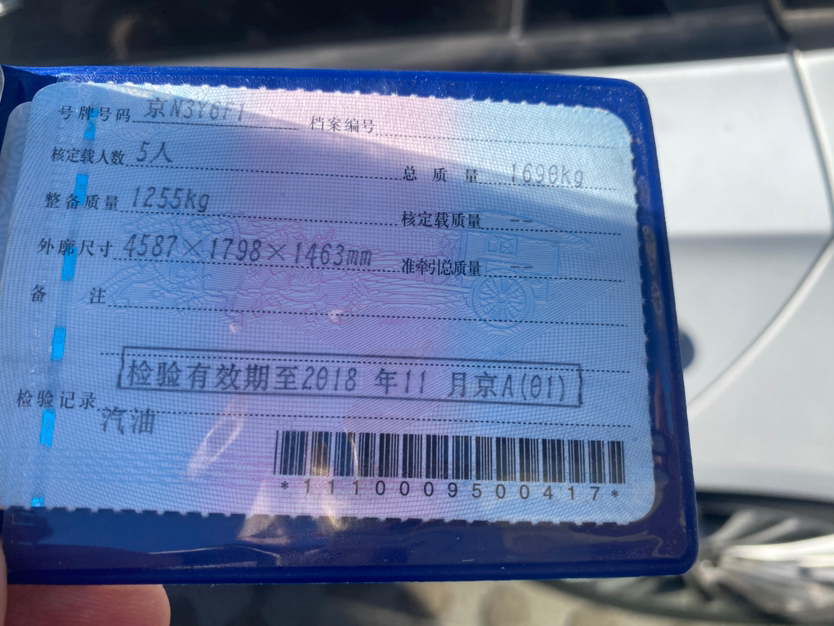 号牌号码 京N3Y6F1 档案编号
核定载人数 5人 总质量 1690kg
整备质量 1255kg 核定载质量 --
外廓尺寸 4587×1798×1463mm 准牵引总质量 --
备注
检验有效期至2018年11月京A(01)
检验记录
汽油
*1110009500417*